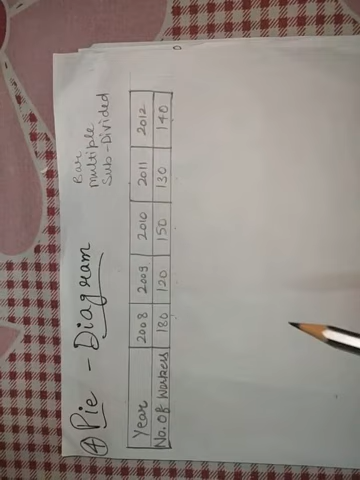 ④ Pie - Diagram
Bar
Multiple
Sub-Divided
Year 2008 2009 2010 2011 2012
No. Of Workers 180 120 150 130 140